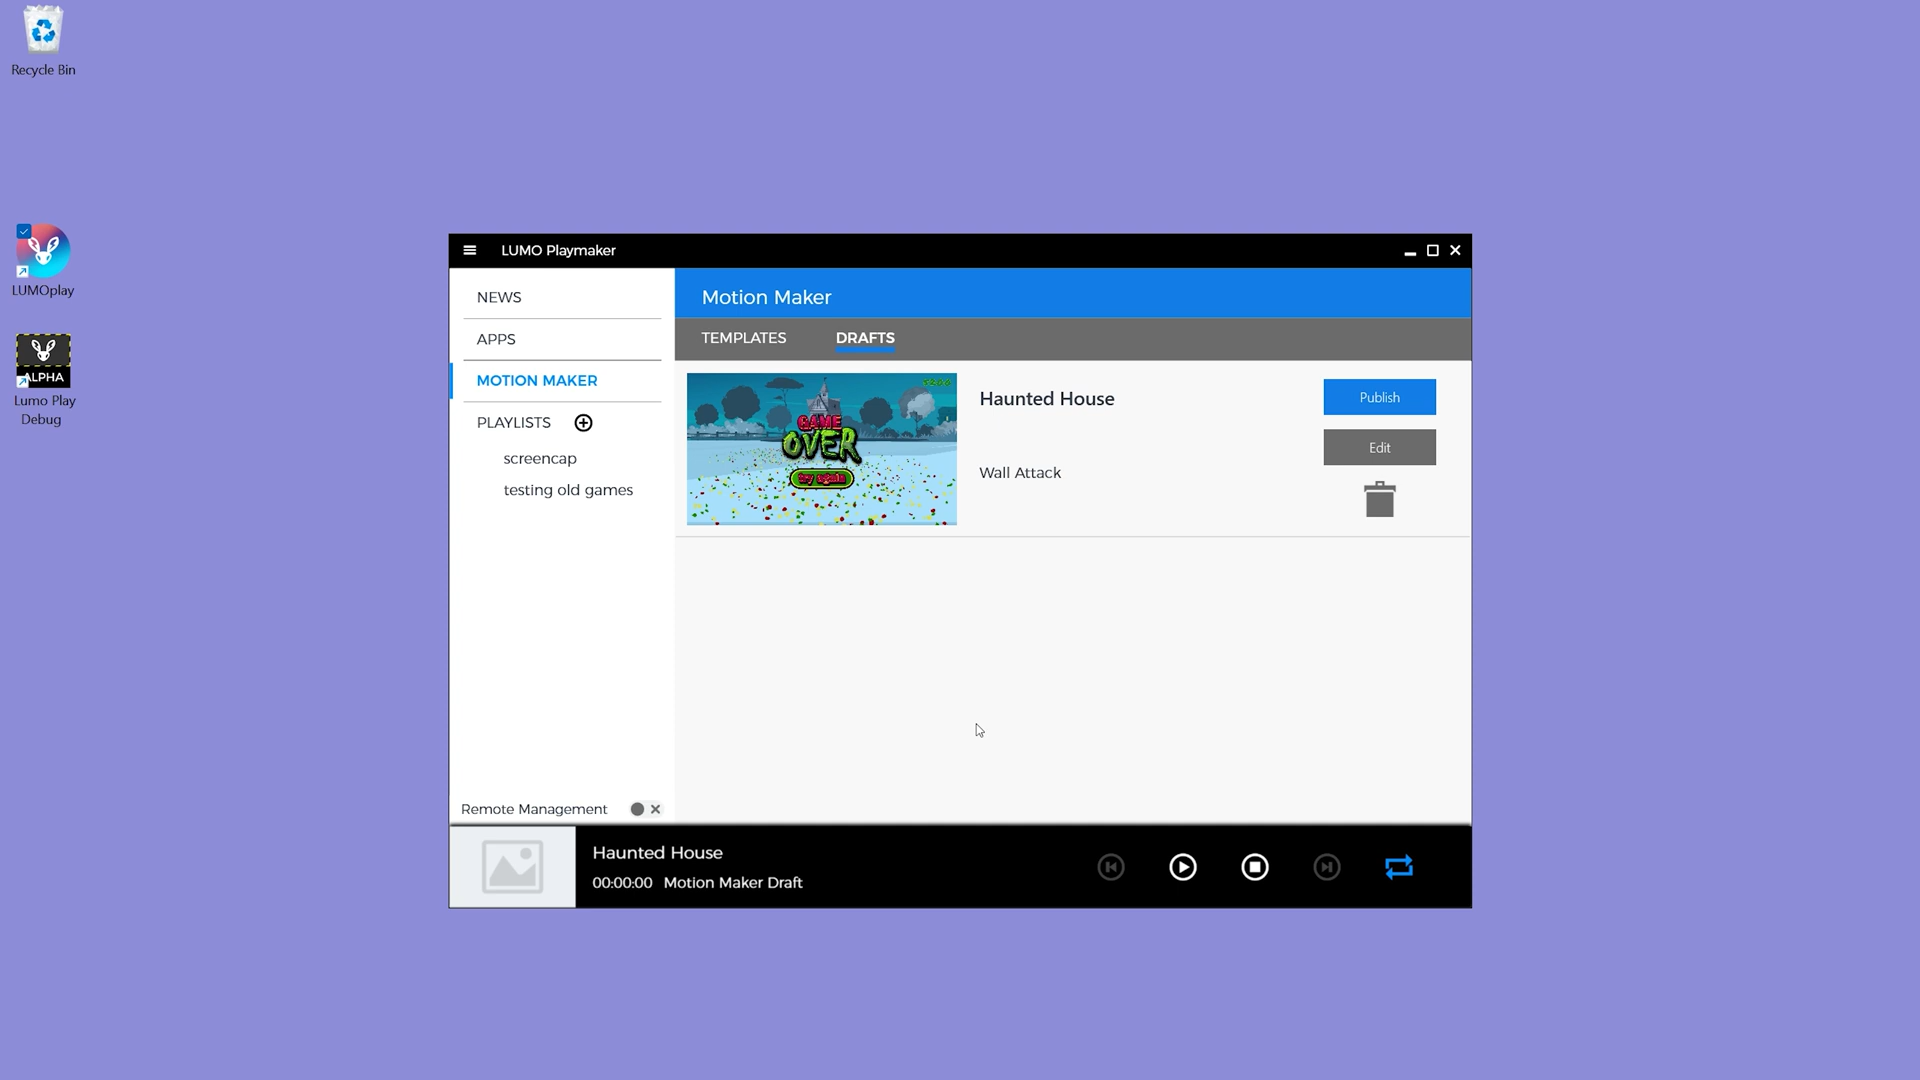 Recycle Bin
LUMOplay
ALPHA
Lumo Play
Debug
LUMO Playmaker
NEWS
APPS
MOTION MAKER
PLAYLISTS
screencap
testing old games
Remote Management
Motion Maker
TEMPLATES
DRAFTS
GAME
OVER
Haunted House
Wall Attack
Publish
Edit
Haunted House
00:00:00 Motion Maker Draft